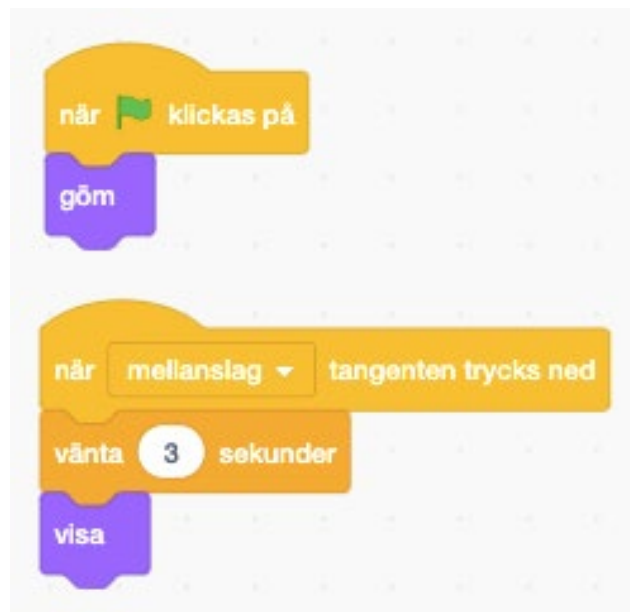 när klickas på
göm
när mellanslag tangenten trycks ned
vänta 3 sekunder
visa